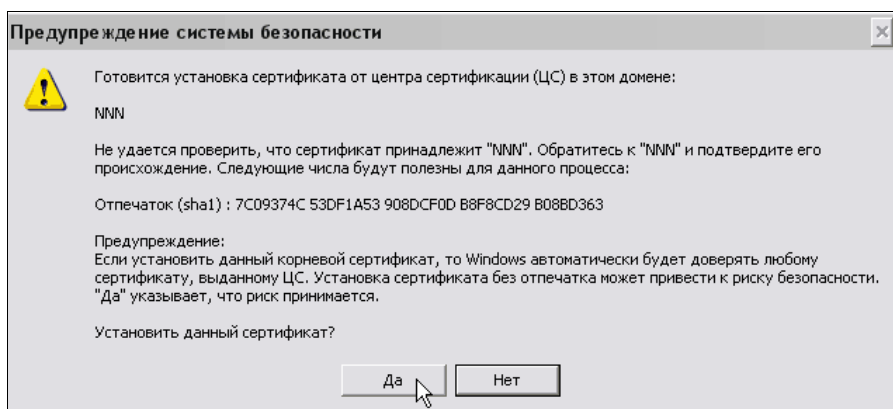 Предупреждение системы безопасности
Готовится установка сертификата от центра сертификации (ЦС) в этом домене:
NNN
Не удается проверить, что сертификат принадлежит "NNN". Обратитесь к "NNN" и подтвердите его
происхождение. Следующие числа будут полезны для данного процесса:
Отпечаток (sha1) : 7C09374C 53DF1A53 908DCF0D B8F8CD29 B08BD363
Предупреждение:
Если установить данный корневой сертификат, то Windows автоматически будет доверять любому
сертификату, выданному ЦС. Установка сертификата без отпечатка может привести к риску безопасности.
"Да" указывает, что риск принимается.
Установить данный сертификат?
Да Нет